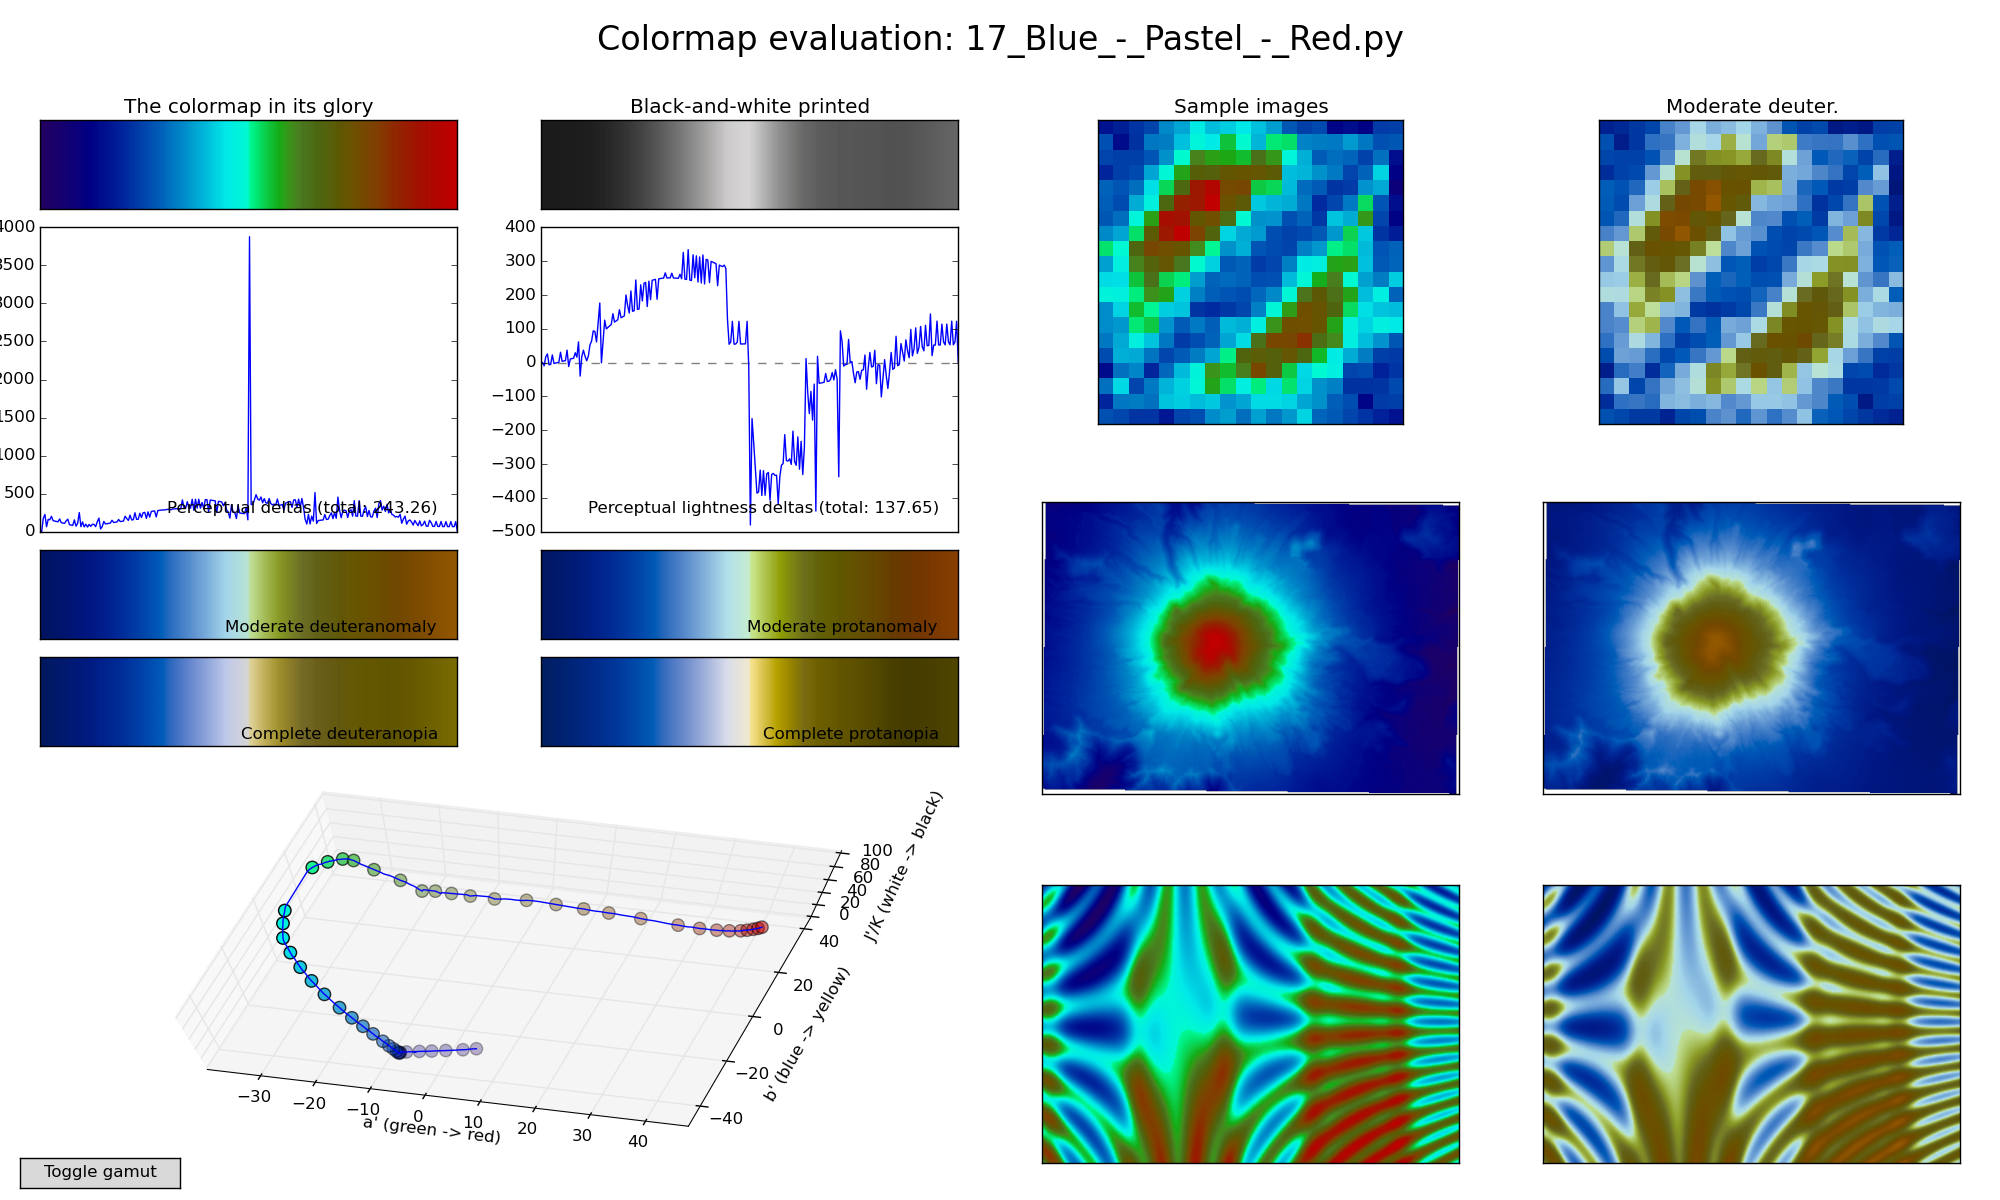 Colormap evaluation: 17_Blue_-_Pastel_-_Red.py
The colormap in its glory
Black-and-white printed
Sample images
Moderate deuter.
4000
3500
3000
2500
2000
1500
1000
500
0
Perceptual deltas (total: 243.26)
400
300
200
100
0
−100
−200
−300
−400
−500
Perceptual lightness deltas (total: 137.65)
Moderate deuteranomaly
Moderate protanomaly
Complete deuteranopia
Complete protanopia
−30
−20
−10
0
10
20
30
40
a' (green -> red)
−40
−20
0
20
40
b' (blue -> yellow)
0
20
40
60
80
100
J'/K (white -> black)
Toggle gamut